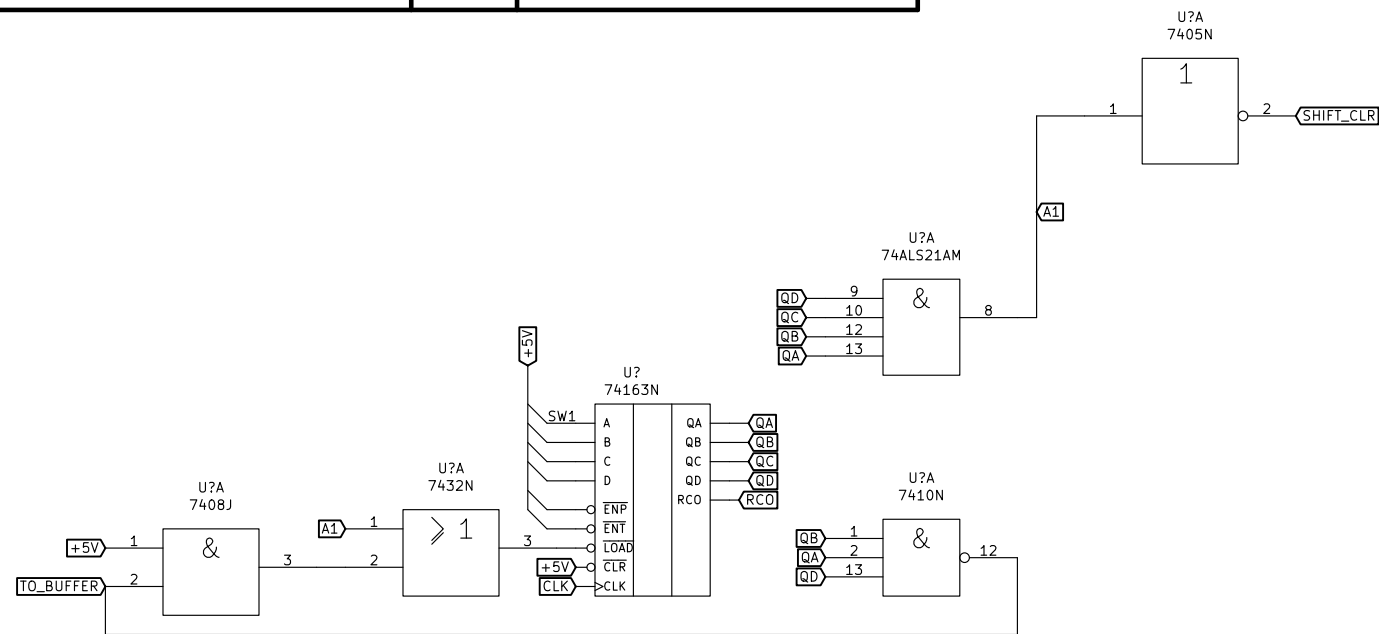 U?A
7405N
1
1
2
SHIFT_CLR
A1
U?A
74ALS21AM
&
QD
9
QC
10
QB
12
QA
13
8
+5V
U?
74163N
SW1
A
B
C
D
ENP
ENT
LOAD
CLR
CLK
QA
QB
QC
QD
RCO
QA
QB
QC
QD
RCO
+5V
CLK
U?A
7432N
≥ 1
A1
1
2
3
U?A
7408J
&
+5V
1
TO_BUFFER
2
3
U?A
7410N
&
QB
1
QA
2
QD
13
12